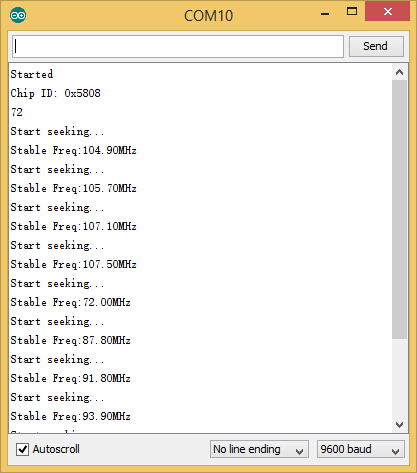 COM10
Send
Started
Chip ID: 0x5808
72
Start seeking...
Stable Freq:104.90MHz
Start seeking...
Stable Freq:105.70MHz
Start seeking...
Stable Freq:107.10MHz
Start seeking...
Stable Freq:107.50MHz
Start seeking...
Stable Freq:72.00MHz
Start seeking...
Stable Freq:87.80MHz
Start seeking...
Stable Freq:91.80MHz
Start seeking...
Stable Freq:93.90MHz
Start seeking...
Autoscroll
No line ending
9600 baud